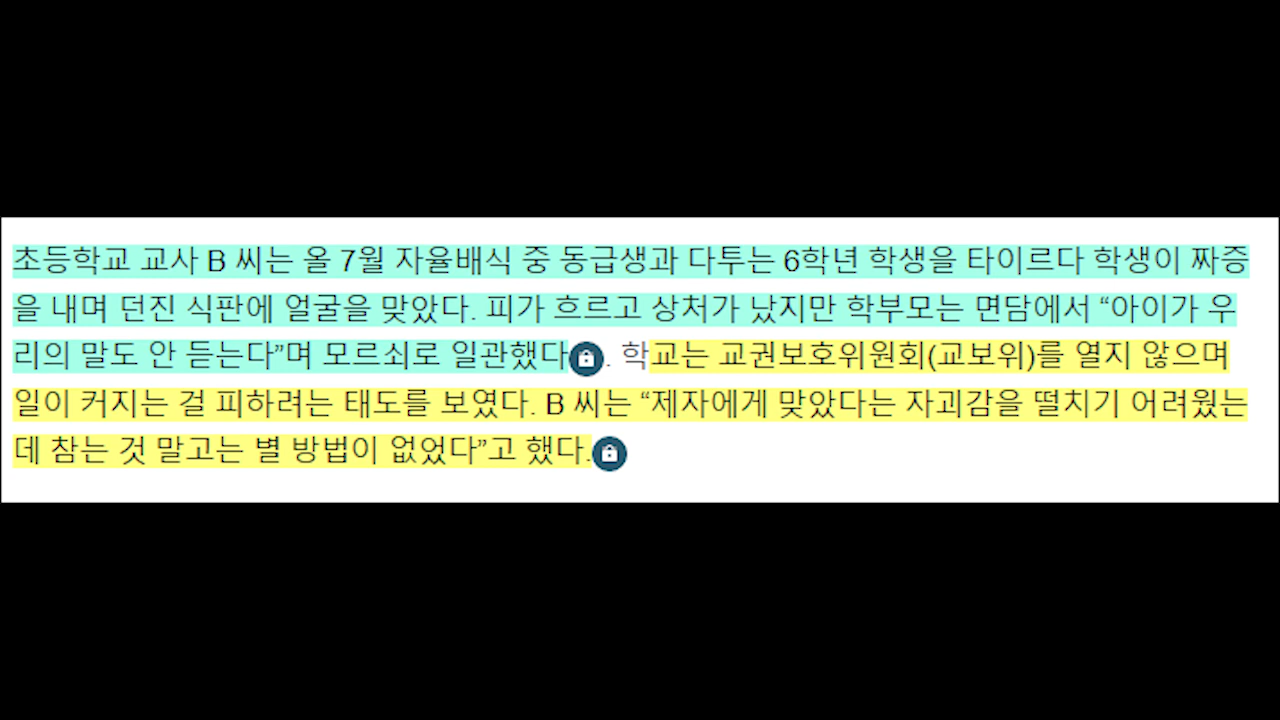 초등학교 교사 B 씨는 올 7월 자율배식 중 동급생과 다투는 6학년 학생을 타이르다 학생이 짜증
을 내며 던진 식판에 얼굴을 맞았다. 피가 흐르고 상처가 났지만 학부모는 면담에서 “아이가 우
리의 말도 안 듣는다”며 모르쇠로 일관했다. 학교는 교권보호위원회(교보위)를 열지 않으며
일이 커지는 걸 피하려는 태도를 보였다. B 씨는 “제자에게 맞았다는 자괴감을 떨치기 어려웠는
데 참는 것 말고는 별 방법이 없었다”고 했다.